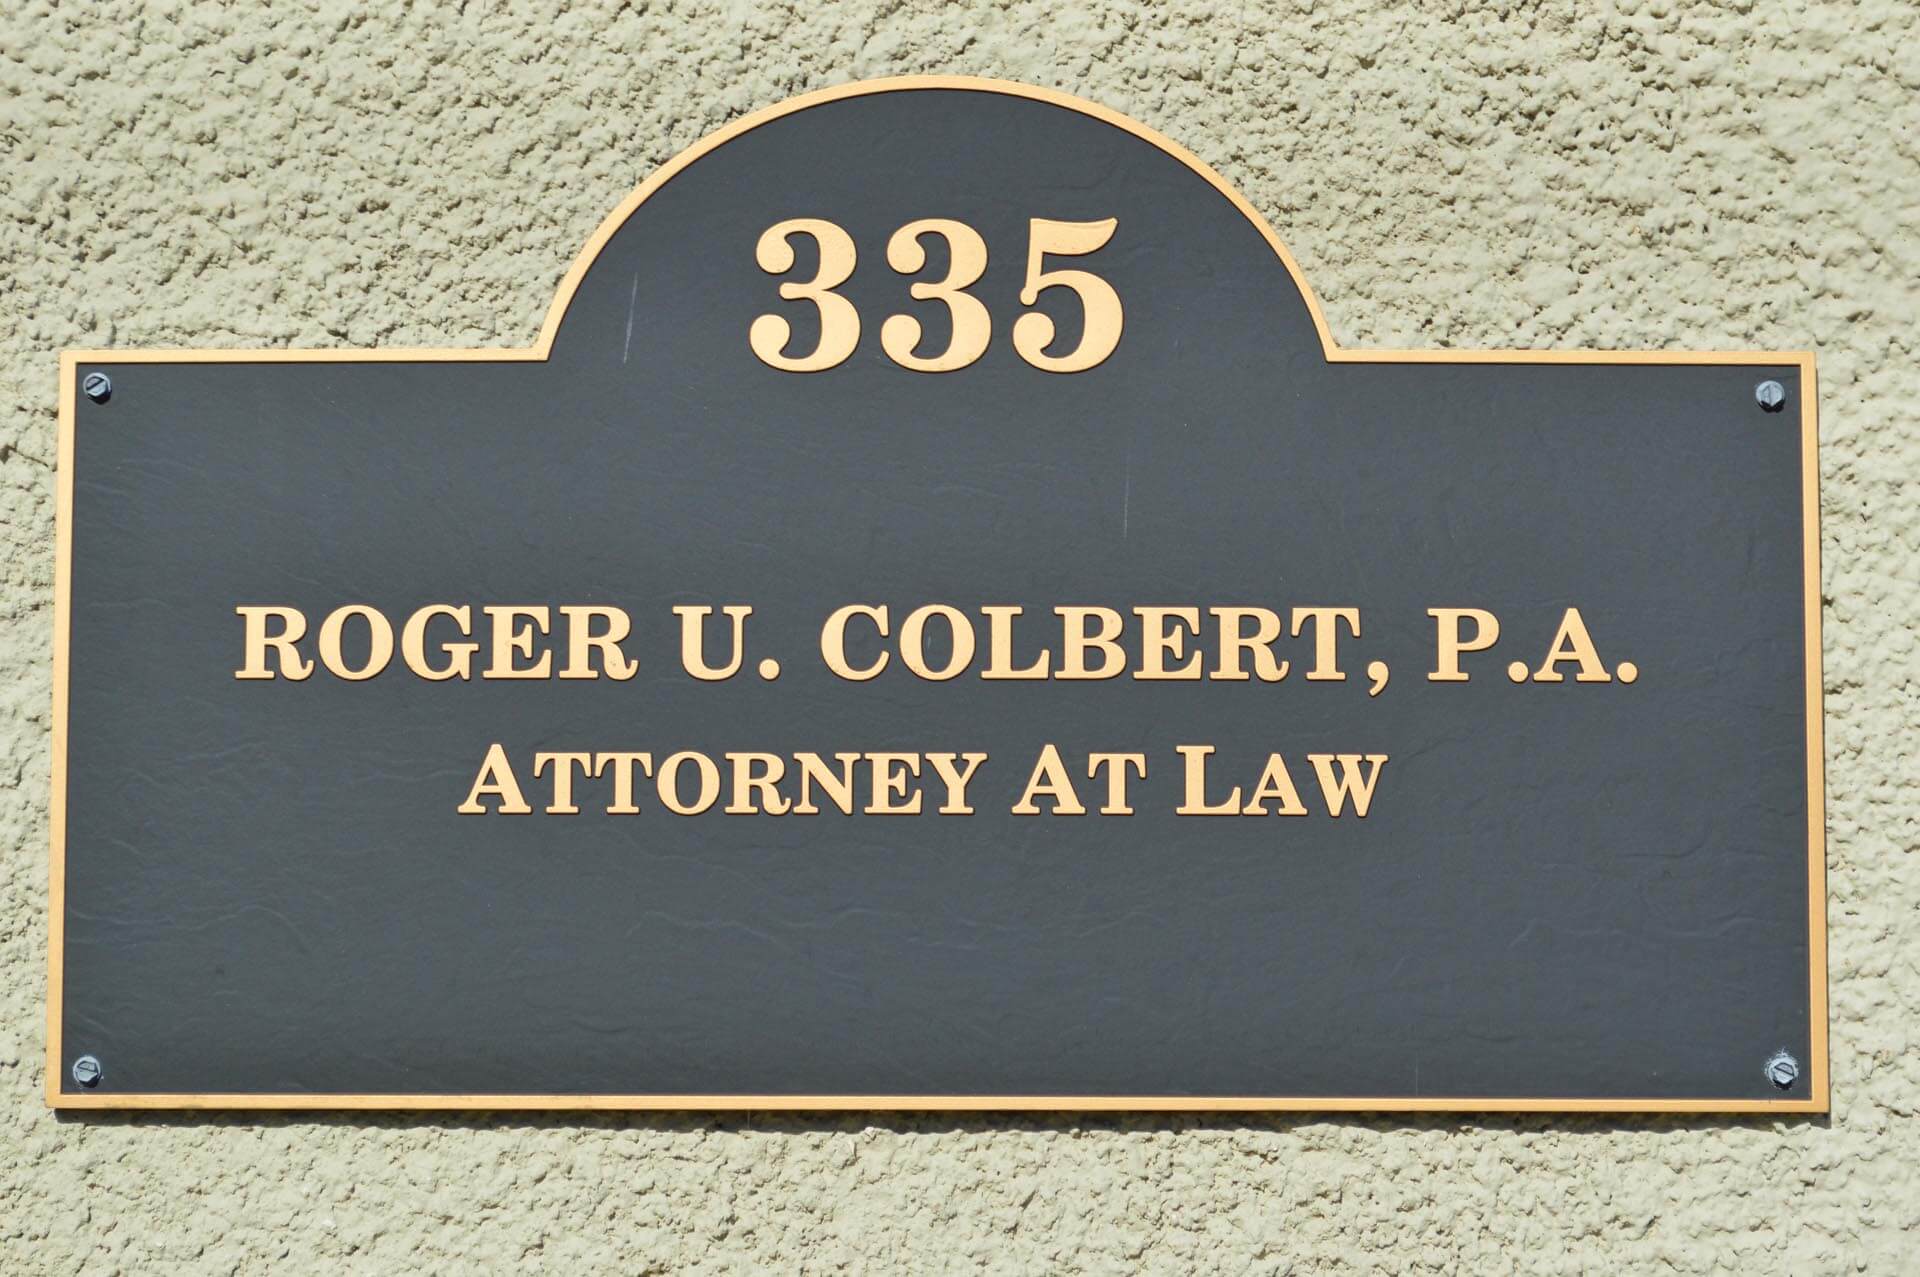 335
ROGER U. COLBERT, P.A.
ATTORNEY AT LAW